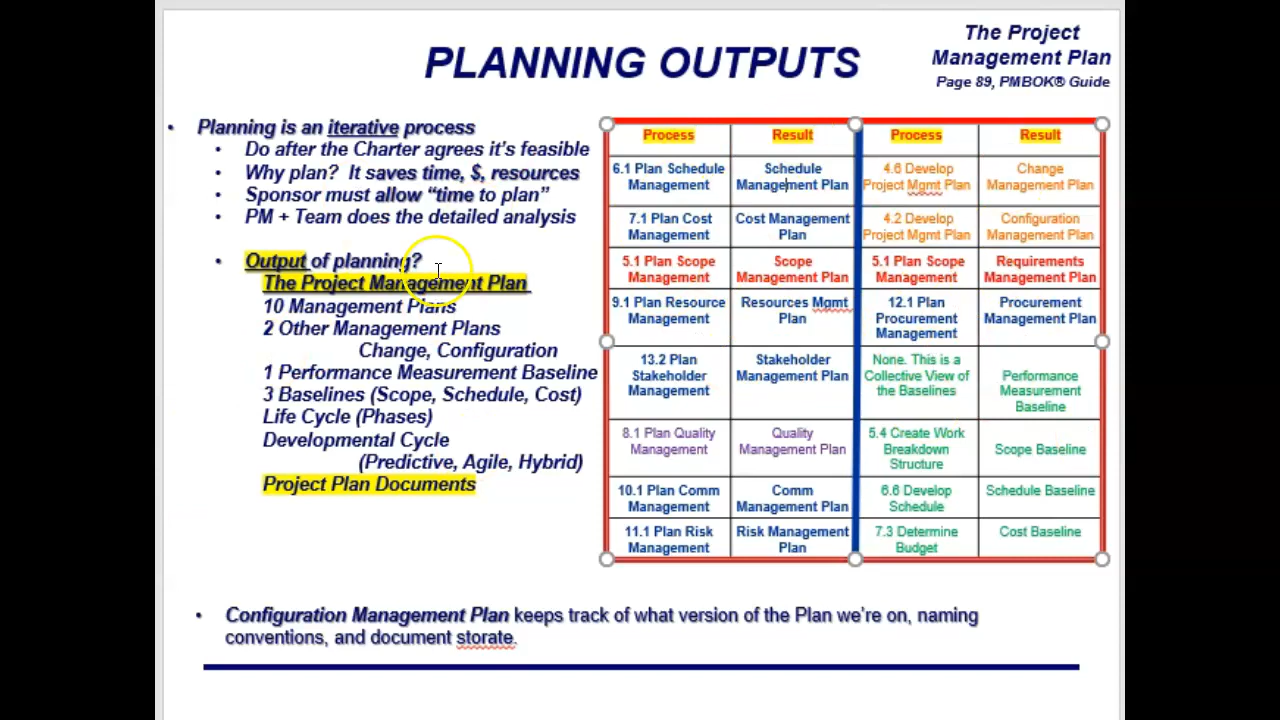 PLANNING OUTPUTS
The Project
Management Plan
Page 89, PMBOK® Guide
• Planning is an iterative process
• Do after the Charter agrees it's feasible
• Why plan? It saves time, $, resources
• Sponsor must allow “time to plan”
• PM + Team does the detailed analysis
• Output of planning?
The Project Management Plan
10 Management Plans
2 Other Management Plans
Change, Configuration
1 Performance Measurement Baseline
3 Baselines (Scope, Schedule, Cost)
Life Cycle (Phases)
Developmental Cycle
(Predictive, Agile, Hybrid)
Project Plan Documents
Process Result Process Result
6.1 Plan Schedule Schedule 4.6 Develop Change
Management Management Plan Project Mgmt Plan Management Plan
7.1 Plan Cost Cost Management 4.2 Develop Configuration
Management Plan Project Mgmt Plan Management Plan
5.1 Plan Scope Scope 5.1 Plan Scope Requirements
Management Management Plan Management Management Plan
9.1 Plan Resource Resources Mgmt 12.1 Plan Procurement
Management Plan Procurement Management Plan
Management
13.2 Plan Stakeholder None. This is a
Stakeholder Management Plan Collective View of Performance
Management the Baselines Measurement
Baseline
8.1 Plan Quality Quality 5.4 Create Work
Management Management Plan Breakdown Scope Baseline
Structure
10.1 Plan Comm Comm 6.6 Develop Schedule Baseline
Management Management Plan Schedule
11.1 Plan Risk Risk Management 7.3 Determine Cost Baseline
Management Plan Budget
• Configuration Management Plan keeps track of what version of the Plan we're on, naming
conventions, and document storate.